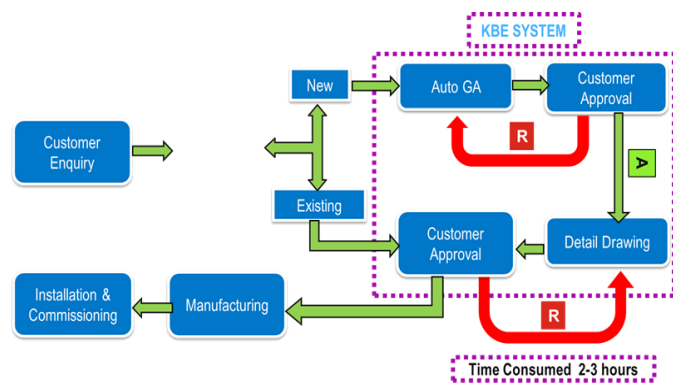 KBE SYSTEM
New
Auto GA
Customer
Approval
R
Customer
Enquiry
A
Existing
Customer
Approval
Detail Drawing
Installation &
Commissioning
Manufacturing
R
Time Consumed 2-3 hours